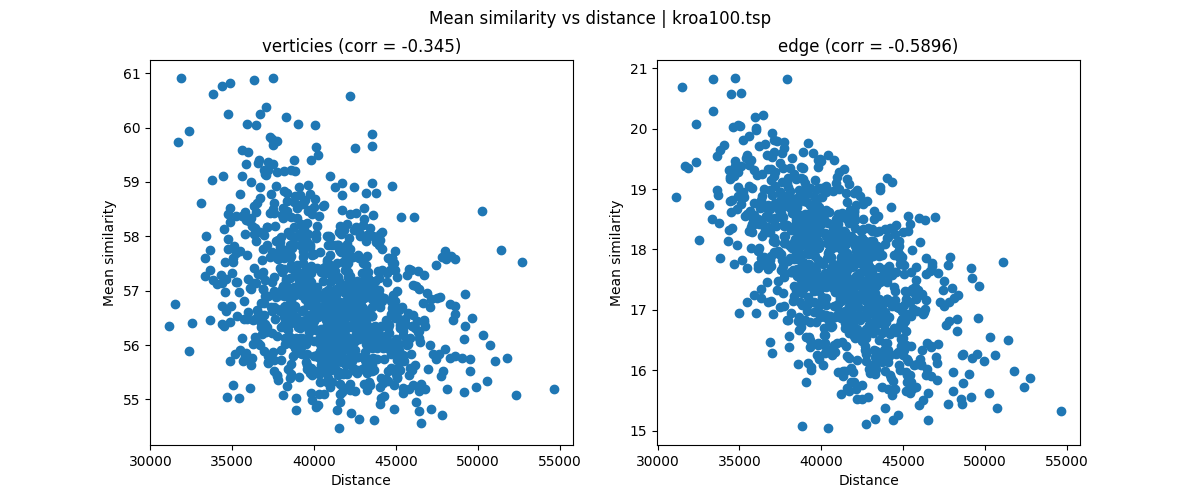 Mean similarity vs distance | kroa100.tsp
verticies (corr = -0.345)
61
60
59
58
57
56
55
Mean similarity
30000 35000 40000 45000 50000 55000
Distance
edge (corr = -0.5896)
21
20
19
18
17
16
15
Mean similarity
30000 35000 40000 45000 50000 55000
Distance